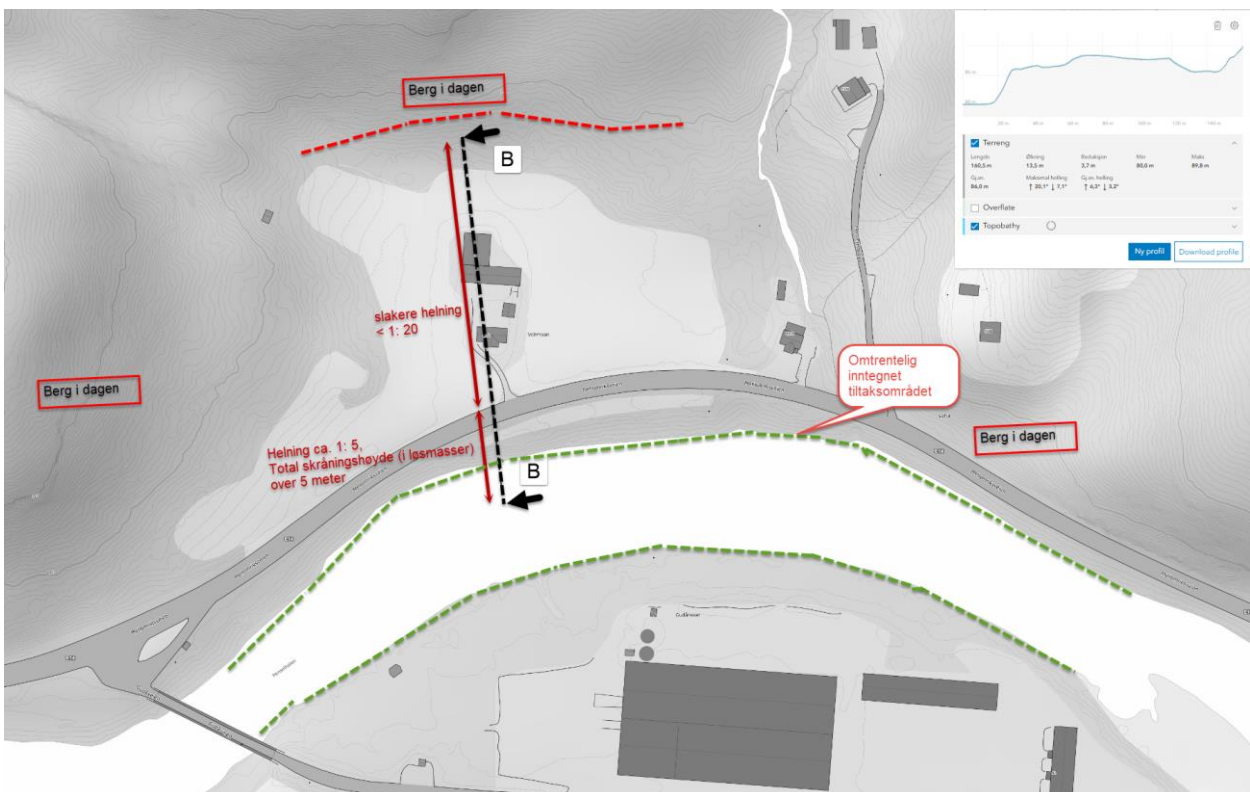 Berg i dagen
B
slakere helning
< 1: 20
Berg i dagen
Omtrentelig
inntegnet
tiltaksområdet
Berg i dagen
Helning ca. 1: 5,
Total skråningshøyde (i løsmasser)
over 5 meter
B
Terreng
Lengde
Økning
Reduksjon
Min
Maks
160,5 m
13,5 m
3,7 m
80,0 m
89,8 m
Gj.sn.
Maksimal helling
Gj.sn. helling
86,0 m
↑ 20,1° ↓ 7,1°
↑ 6,3° ↓ 3,2°
Overflate
Topobathy
Ny profil
Download profile